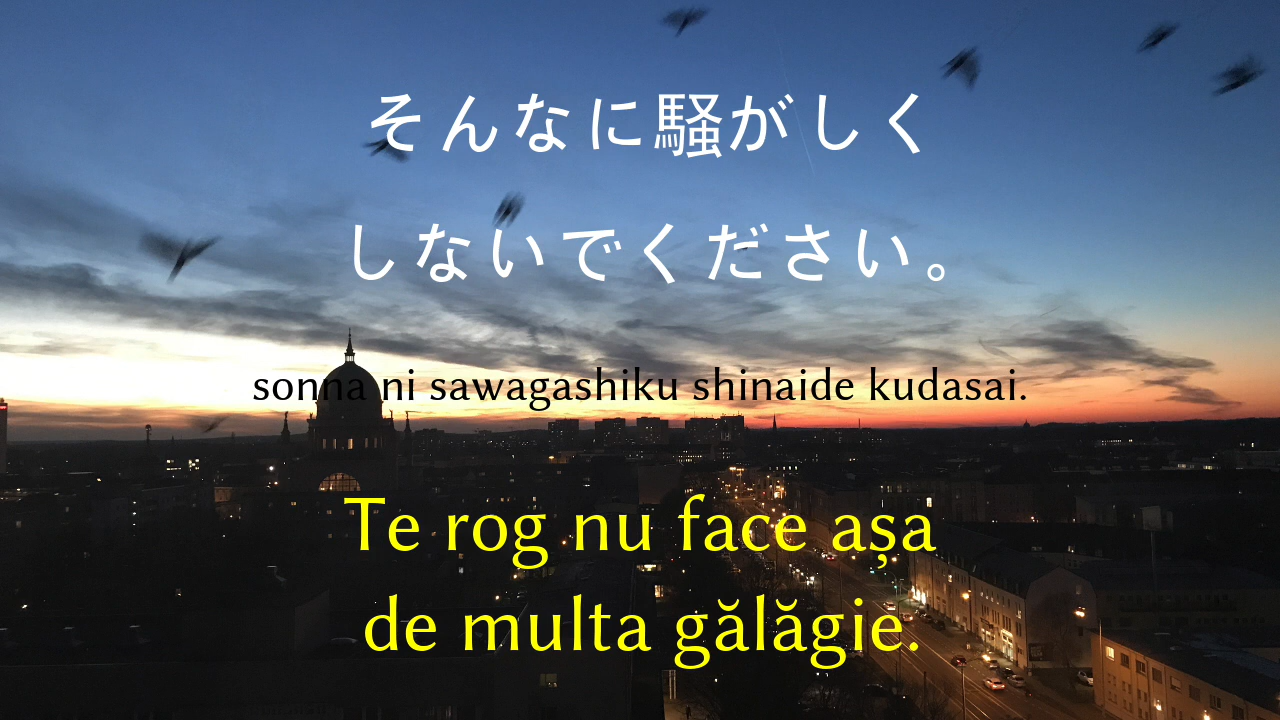 そんなに騒がしく
しないでください。
sonna ni sawagashiku shinaide kudasai.
Te rog nu face așa
de multa gălăgie.